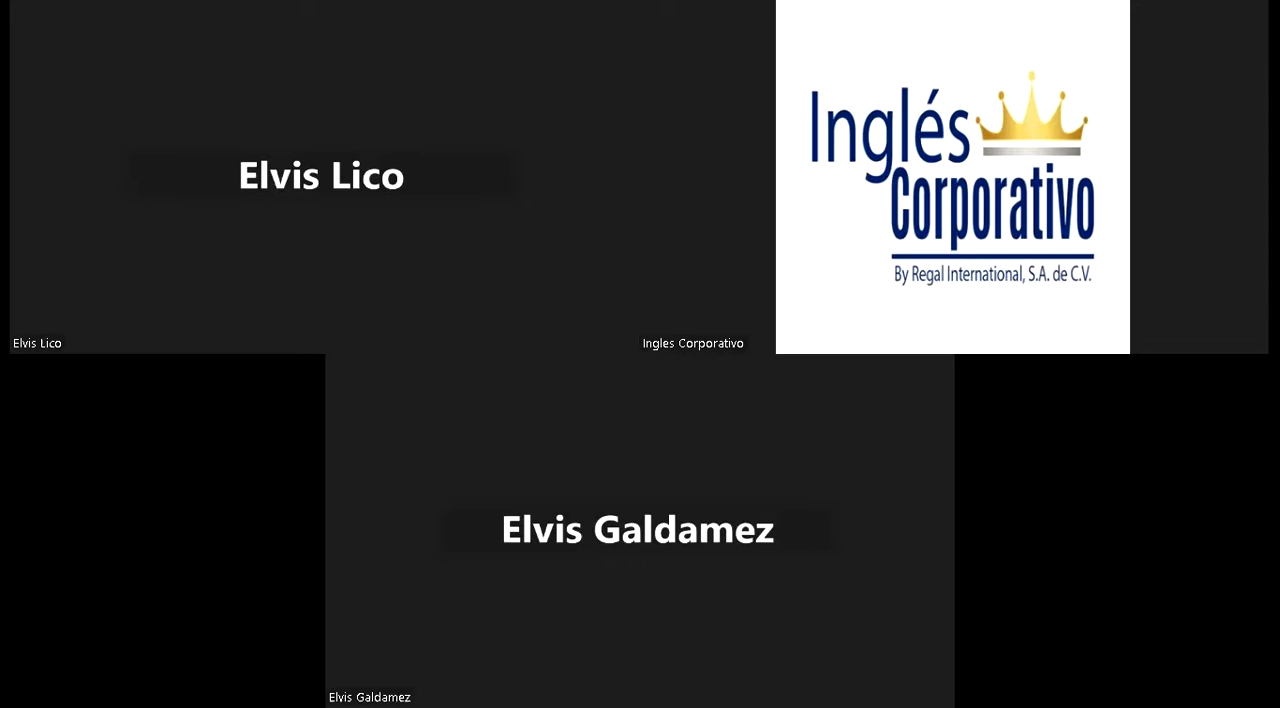 Elvis Lico
Inglés
Corporativo
By Regal International, S.A. de C.V.
Elvis Lico
Ingles Corporativo
Elvis Galdamez
Elvis Galdamez